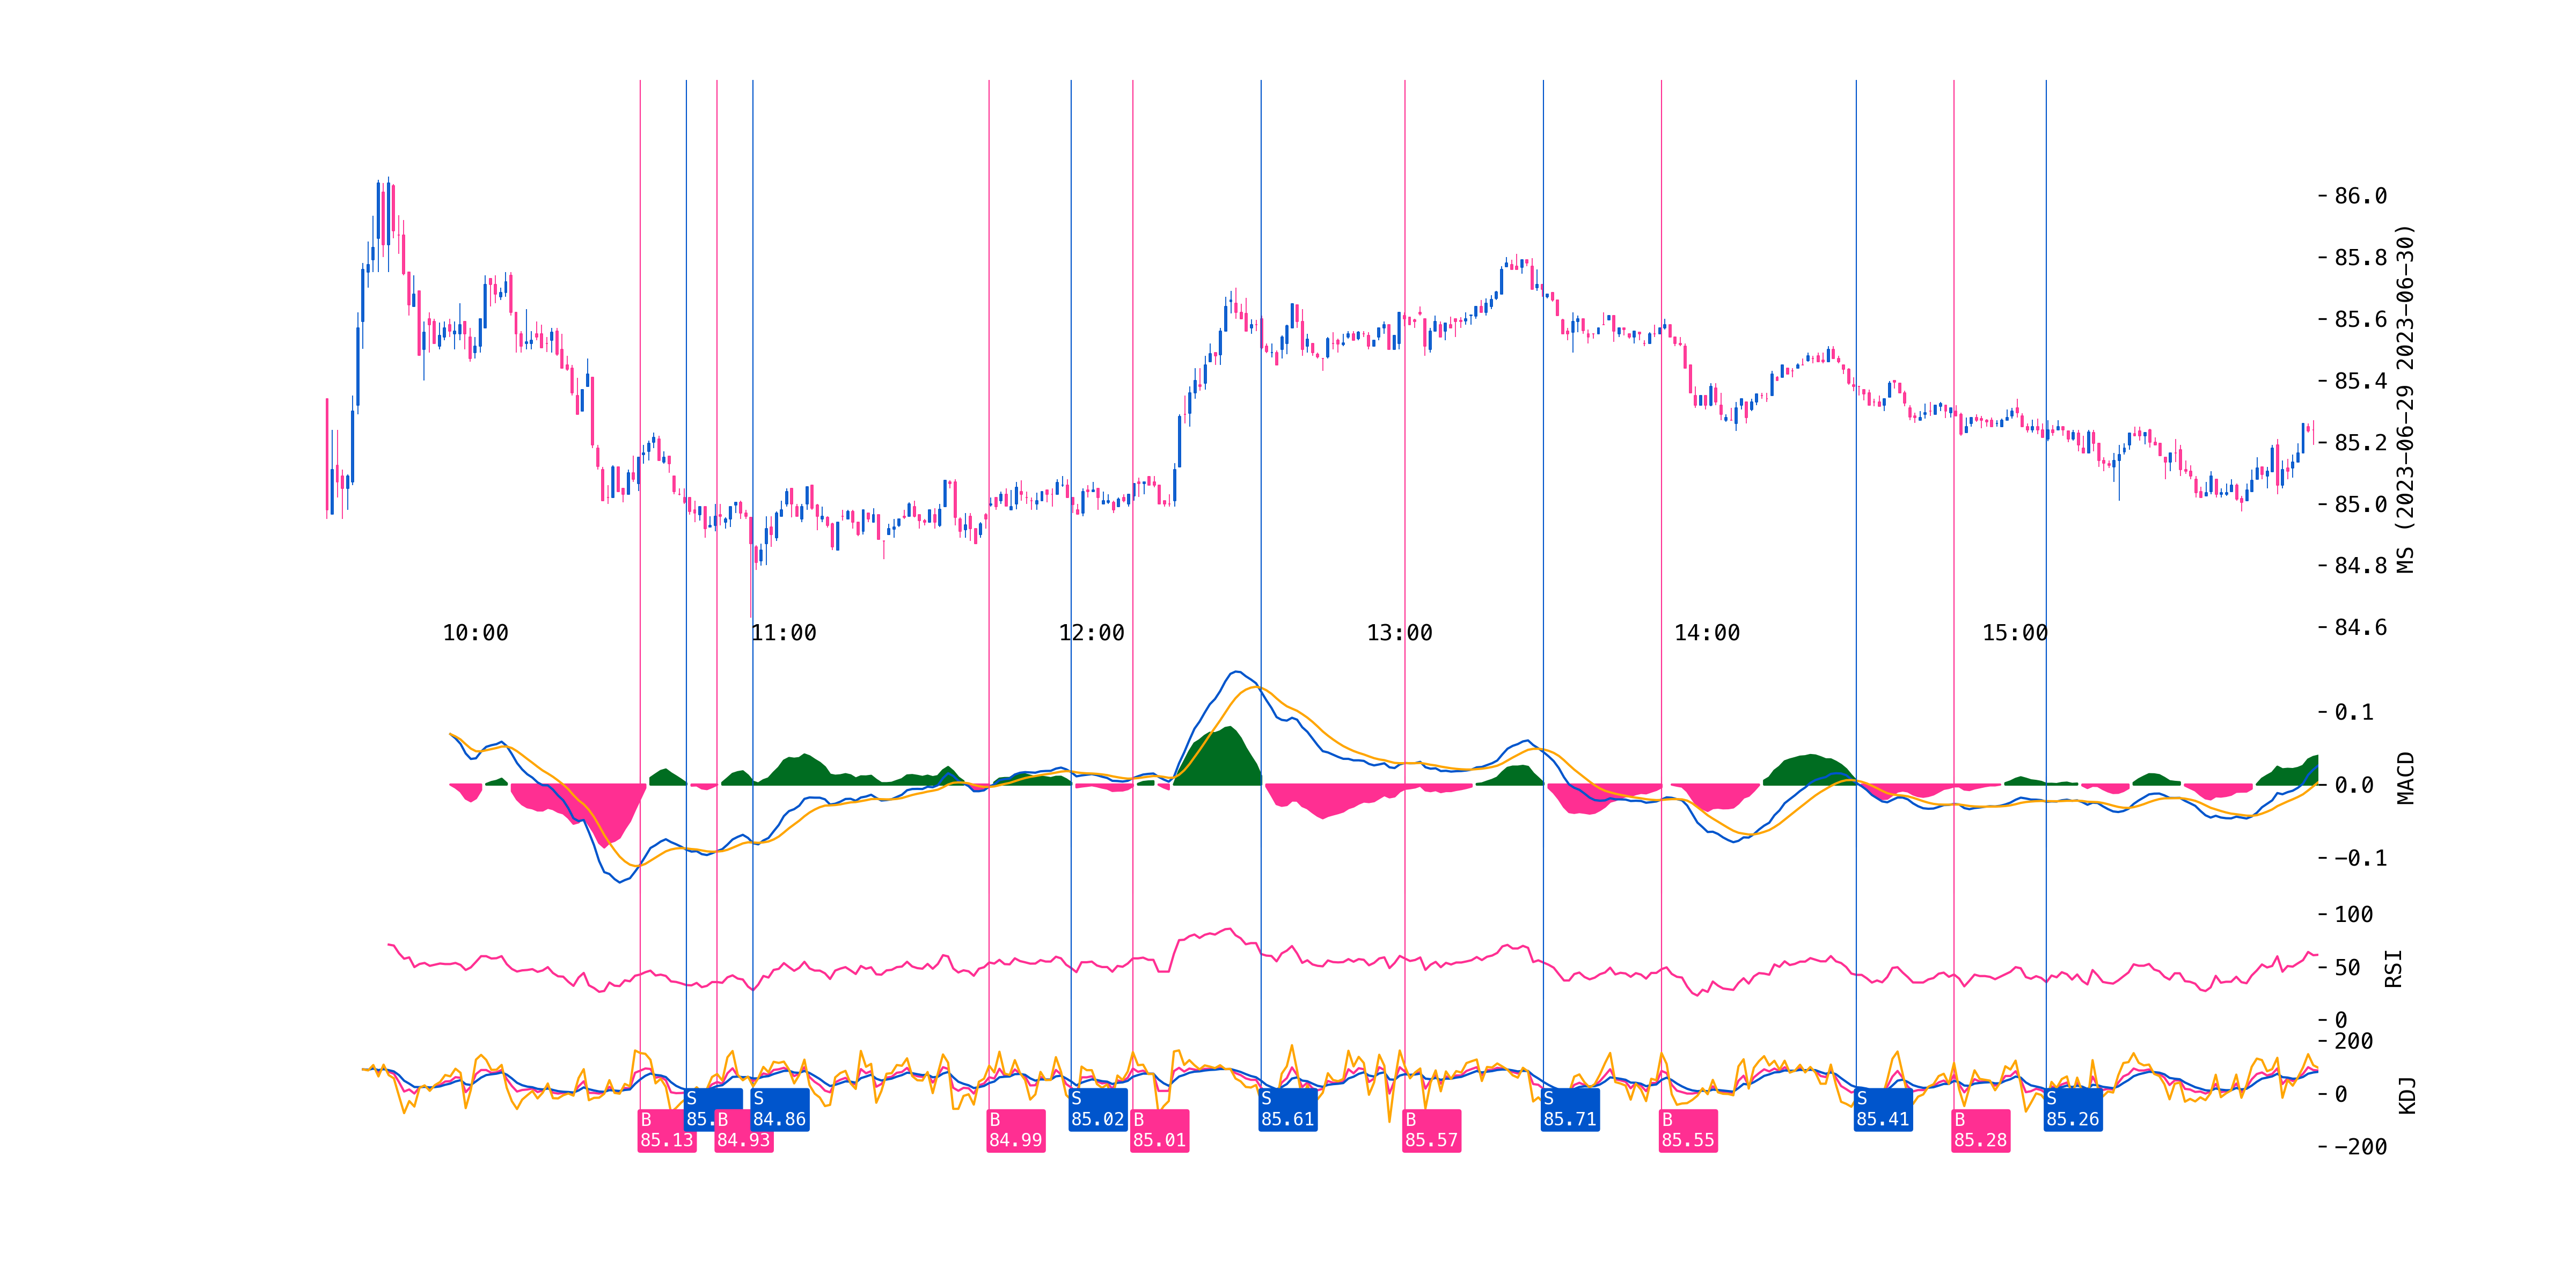 86.0
85.8
85.6
85.4
85.2
85.0
84.8
84.6
MS (2023-06-29 2023-06-30)
10:00
11:00
12:00
13:00
14:00
15:00
0.1
0.0
−0.1
MACD
100
50
0
RSI
200
0
−200
KDJ
B
85.13
S
B
84.93
S
84.86
B
84.99
S
85.02
B
85.01
S
85.61
B
85.57
S
85.71
B
85.55
S
85.41
B
85.28
S
85.26